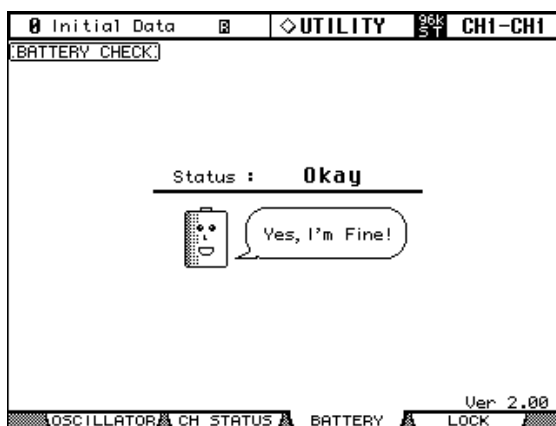 0 Initial Data R ◇UTILITY 96k ST CH1-CH1
BATTERY CHECK
Status : Okay
Yes, I'm Fine!
Ver 2.00
OSCILLATOR CH STATUS BATTERY LOCK